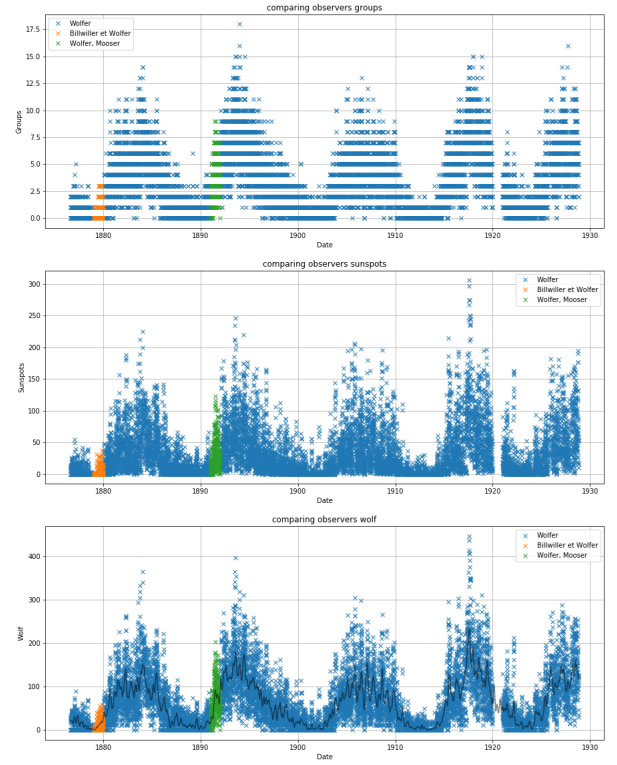 comparing observers groups
Wolfer
Billwiller et Wolfer
Wolfer, Mooser
Groups
17.5
15.0
12.5
10.0
7.5
5.0
2.5
0.0
1880
1890
1900
1910
1920
1930
Date
comparing observers sunspots
Wolfer
Billwiller et Wolfer
Wolfer, Mooser
Sunspots
300
250
200
150
100
50
0
1880
1890
1900
1910
1920
1930
Date
comparing observers wolf
Wolfer
Billwiller et Wolfer
Wolfer, Mooser
Wolf
400
300
200
100
0
1880
1890
1900
1910
1920
1930
Date